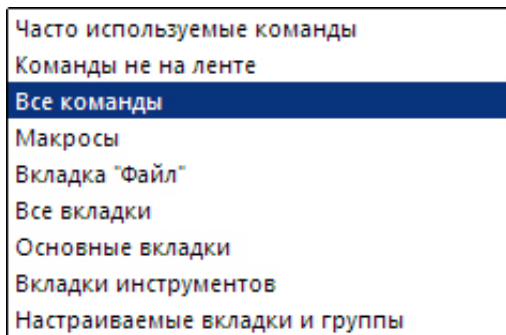 Часто используемые команды
Команды не на ленте
Все команды
Макросы
Вкладка "Файл"
Все вкладки
Основные вкладки
Вкладки инструментов
Настраиваемые вкладки и группы